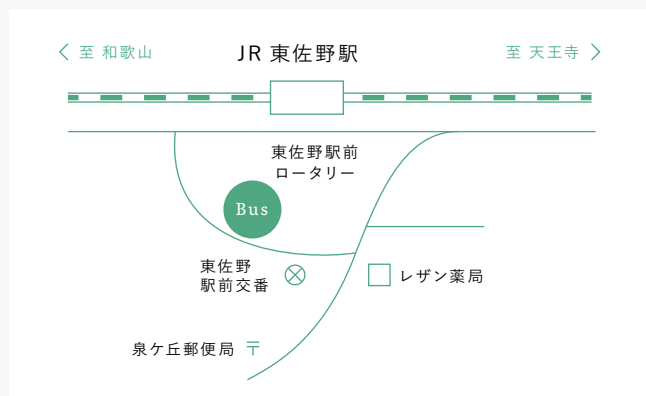 至 和歌山
JR 東佐野駅
至 天王寺
東佐野駅前
ロータリー
Bus
東佐野
駅前交番
レザン薬局
泉ケ丘郵便局 〒